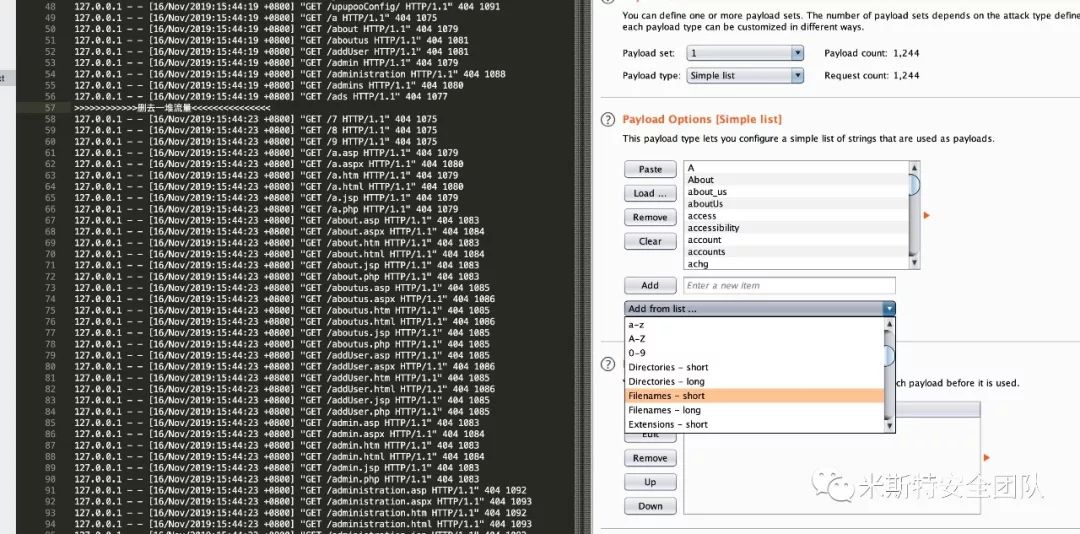 48 127.0.0.1 - - [16/Nov/2019:15:44:19 +0800] "GET /upupooConfig/ HTTP/1.1" 404 1091
49 127.0.0.1 - - [16/Nov/2019:15:44:19 +0800] "GET /a HTTP/1.1" 404 1075
50 127.0.0.1 - - [16/Nov/2019:15:44:19 +0800] "GET /about HTTP/1.1" 404 1079
51 127.0.0.1 - - [16/Nov/2019:15:44:19 +0800] "GET /aboutus HTTP/1.1" 404 1081
52 127.0.0.1 - - [16/Nov/2019:15:44:19 +0800] "GET /addUser HTTP/1.1" 404 1081
53 127.0.0.1 - - [16/Nov/2019:15:44:19 +0800] "GET /admin HTTP/1.1" 404 1079
54 127.0.0.1 - - [16/Nov/2019:15:44:19 +0800] "GET /administration HTTP/1.1" 404 1088
55 127.0.0.1 - - [16/Nov/2019:15:44:19 +0800] "GET /admins HTTP/1.1" 404 1080
56 127.0.0.1 - - [16/Nov/2019:15:44:19 +0800] "GET /ads HTTP/1.1" 404 1077
57 >>>>>>>>>>>>删去一堆流量<<<<<<<<<<<<<<<
58 127.0.0.1 - - [16/Nov/2019:15:44:23 +0800] "GET /7 HTTP/1.1" 404 1075
59 127.0.0.1 - - [16/Nov/2019:15:44:23 +0800] "GET /8 HTTP/1.1" 404 1075
60 127.0.0.1 - - [16/Nov/2019:15:44:23 +0800] "GET /9 HTTP/1.1" 404 1075
61 127.0.0.1 - - [16/Nov/2019:15:44:23 +0800] "GET /a.asp HTTP/1.1" 404 1079
62 127.0.0.1 - - [16/Nov/2019:15:44:23 +0800] "GET /a.aspx HTTP/1.1" 404 1080
63 127.0.0.1 - - [16/Nov/2019:15:44:23 +0800] "GET /a.htm HTTP/1.1" 404 1079
64 127.0.0.1 - - [16/Nov/2019:15:44:23 +0800] "GET /a.html HTTP/1.1" 404 1080
65 127.0.0.1 - - [16/Nov/2019:15:44:23 +0800] "GET /a.jsp HTTP/1.1" 404 1079
66 127.0.0.1 - - [16/Nov/2019:15:44:23 +0800] "GET /a.php HTTP/1.1" 404 1079
67 127.0.0.1 - - [16/Nov/2019:15:44:23 +0800] "GET /about.asp HTTP/1.1" 404 1083
68 127.0.0.1 - - [16/Nov/2019:15:44:23 +0800] "GET /about.aspx HTTP/1.1" 404 1084
69 127.0.0.1 - - [16/Nov/2019:15:44:23 +0800] "GET /about.htm HTTP/1.1" 404 1083
70 127.0.0.1 - - [16/Nov/2019:15:44:23 +0800] "GET /about.html HTTP/1.1" 404 1084
71 127.0.0.1 - - [16/Nov/2019:15:44:23 +0800] "GET /about.jsp HTTP/1.1" 404 1083
72 127.0.0.1 - - [16/Nov/2019:15:44:23 +0800] "GET /about.php HTTP/1.1" 404 1083
73 127.0.0.1 - - [16/Nov/2019:15:44:23 +0800] "GET /aboutus.asp HTTP/1.1" 404 1085
74 127.0.0.1 - - [16/Nov/2019:15:44:23 +0800] "GET /aboutus.aspx HTTP/1.1" 404 1086
75 127.0.0.1 - - [16/Nov/2019:15:44:23 +0800] "GET /aboutus.htm HTTP/1.1" 404 1085
76 127.0.0.1 - - [16/Nov/2019:15:44:23 +0800] "GET /aboutus.html HTTP/1.1" 404 1086
77 127.0.0.1 - - [16/Nov/2019:15:44:23 +0800] "GET /aboutus.jsp HTTP/1.1" 404 1085
78 127.0.0.1 - - [16/Nov/2019:15:44:23 +0800] "GET /aboutus.php HTTP/1.1" 404 1085
79 127.0.0.1 - - [16/Nov/2019:15:44:23 +0800] "GET /addUser.asp HTTP/1.1" 404 1085
80 127.0.0.1 - - [16/Nov/2019:15:44:23 +0800] "GET /addUser.aspx HTTP/1.1" 404 1086
81 127.0.0.1 - - [16/Nov/2019:15:44:23 +0800] "GET /addUser.htm HTTP/1.1" 404 1085
82 127.0.0.1 - - [16/Nov/2019:15:44:23 +0800] "GET /addUser.html HTTP/1.1" 404 1086
83 127.0.0.1 - - [16/Nov/2019:15:44:23 +0800] "GET /addUser.jsp HTTP/1.1" 404 1085
84 127.0.0.1 - - [16/Nov/2019:15:44:23 +0800] "GET /addUser.php HTTP/1.1" 404 1085
85 127.0.0.1 - - [16/Nov/2019:15:44:23 +0800] "GET /admin.asp HTTP/1.1" 404 1083
86 127.0.0.1 - - [16/Nov/2019:15:44:23 +0800] "GET /admin.aspx HTTP/1.1" 404 1084
87 127.0.0.1 - - [16/Nov/2019:15:44:23 +0800] "GET /admin.htm HTTP/1.1" 404 1083
88 127.0.0.1 - - [16/Nov/2019:15:44:23 +0800] "GET /admin.html HTTP/1.1" 404 1084
89 127.0.0.1 - - [16/Nov/2019:15:44:23 +0800] "GET /admin.jsp HTTP/1.1" 404 1083
90 127.0.0.1 - - [16/Nov/2019:15:44:23 +0800] "GET /admin.php HTTP/1.1" 404 1083
91 127.0.0.1 - - [16/Nov/2019:15:44:23 +0800] "GET /administration.asp HTTP/1.1" 404 1092
92 127.0.0.1 - - [16/Nov/2019:15:44:23 +0800] "GET /administration.aspx HTTP/1.1" 404 1093
93 127.0.0.1 - - [16/Nov/2019:15:44:23 +0800] "GET /administration.htm HTTP/1.1" 404 1092
94 127.0.0.1 - - [16/Nov/2019:15:44:23 +0800] "GET /administration.html HTTP/1.1" 404 1093
You can define one or more payload sets. The number of payload sets depends on the attack type define
each payload type can be customized in different ways.
Payload set: 1 Payload count: 1,244
Payload type: Simple list Request count: 1,244
? Payload Options [Simple list]
This payload type lets you configure a simple list of strings that are used as payloads.
Paste
Load ...
Remove
Clear
A
About
about_us
aboutUs
access
accessibility
account
accounts
achg
Add Enter a new item
Add from list ...
a-z
A-Z
0-9
Directories - short
Directories - long
Filenames - short
Filenames - long
Extensions - short
?
ch payload before it is used.
Edit
Remove
Up
Down
米斯特安全团队